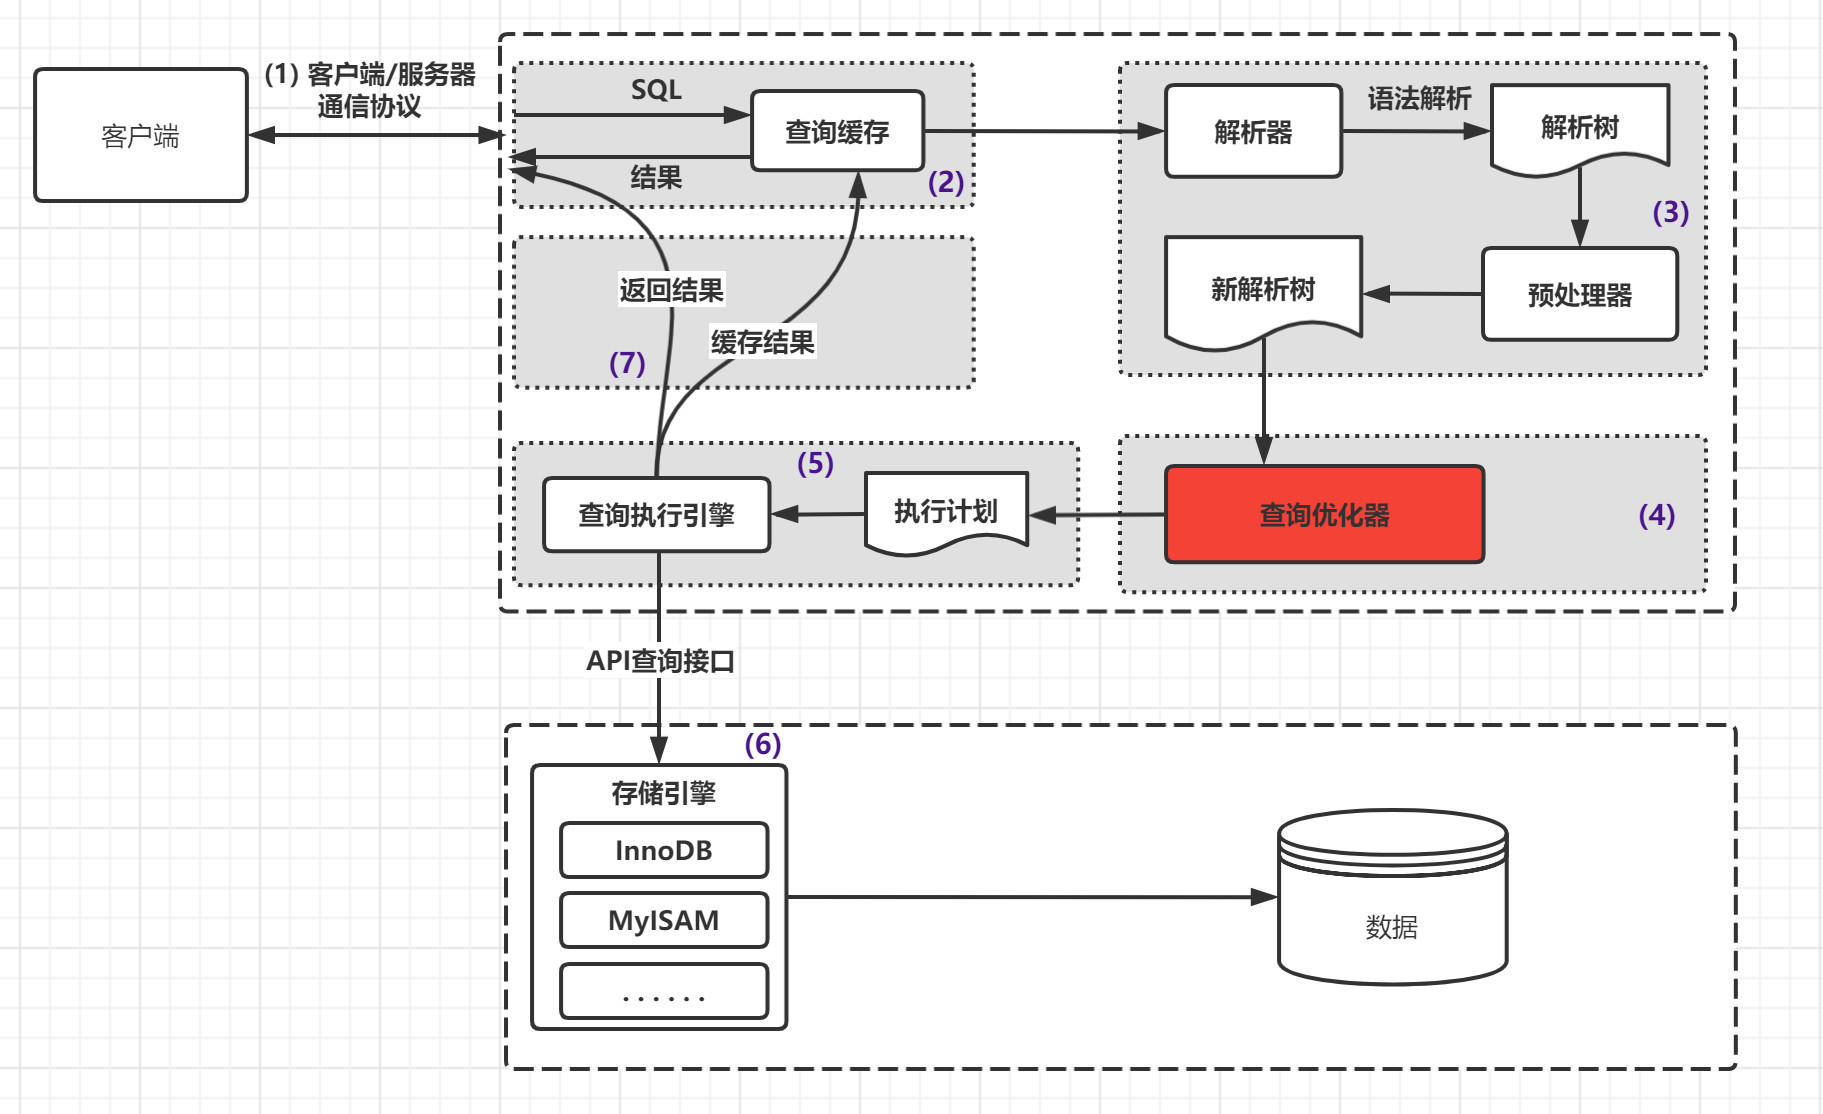 (1) 客户端/服务器
通信协议
客户端
SQL
查询缓存
结果
(2)
解析器
语法解析
解析树
(3)
新解析树
预处理器
返回结果
缓存结果
(7)
(5)
查询执行引擎
执行计划
查询优化器
(4)
API查询接口
(6)
存储引擎
InnoDB
MyISAM
......
数据